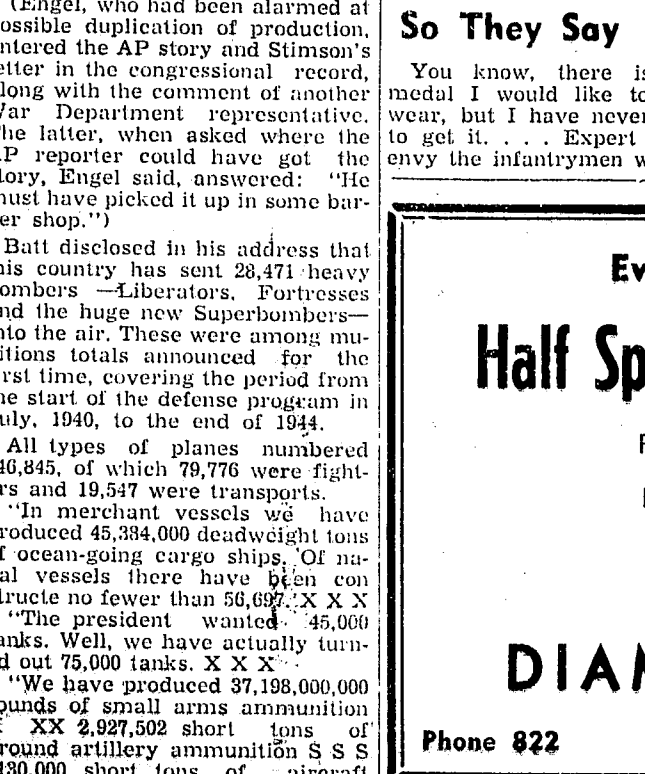 (Engel, who had been alarmed at
ossible duplication of production,
ntered the AP story and Stimson's
etter in the congressional record,
long with the comment of another
ar Department representative.
he latter, when asked where the
P reporter could have got the
tory, Engel said, answered: "He
ust have picked it up in some bar-
er shop.")
Batt disclosed in his address that
his country has sent 28,471 heavy
ombers —Liberators, Fortresses
nd the huge new Superbombers—
nto the air. These were among mu-
itions totals announced for the
irst time, covering the period from
he start of the defense program in
uly, 1940, to the end of 1944.
All types of planes numbered
46,845, of which 79,776 were fight-
rs and 19,547 were transports.
"In merchant vessels we have
roduced 45,384,000 deadweight tons
f ocean-going cargo ships. Of na-
al vessels there have been con
tructe no fewer than 56,697. X X X
"The president wanted 45,000
anks. Well, we have actually turn-
d out 75,000 tanks. X X X
"We have produced 37,198,000,000
ounds of small arms ammunition
XX 2,927,502 short tons of
round artillery ammunition S S S
430,000 short tons of aircraft
So They Say
You know, there is
medal I would like to
wear, but I have never
to get it. . . . Expert
envy the infantrymen w
Ev
Half Sp
DIAM
Phone 822